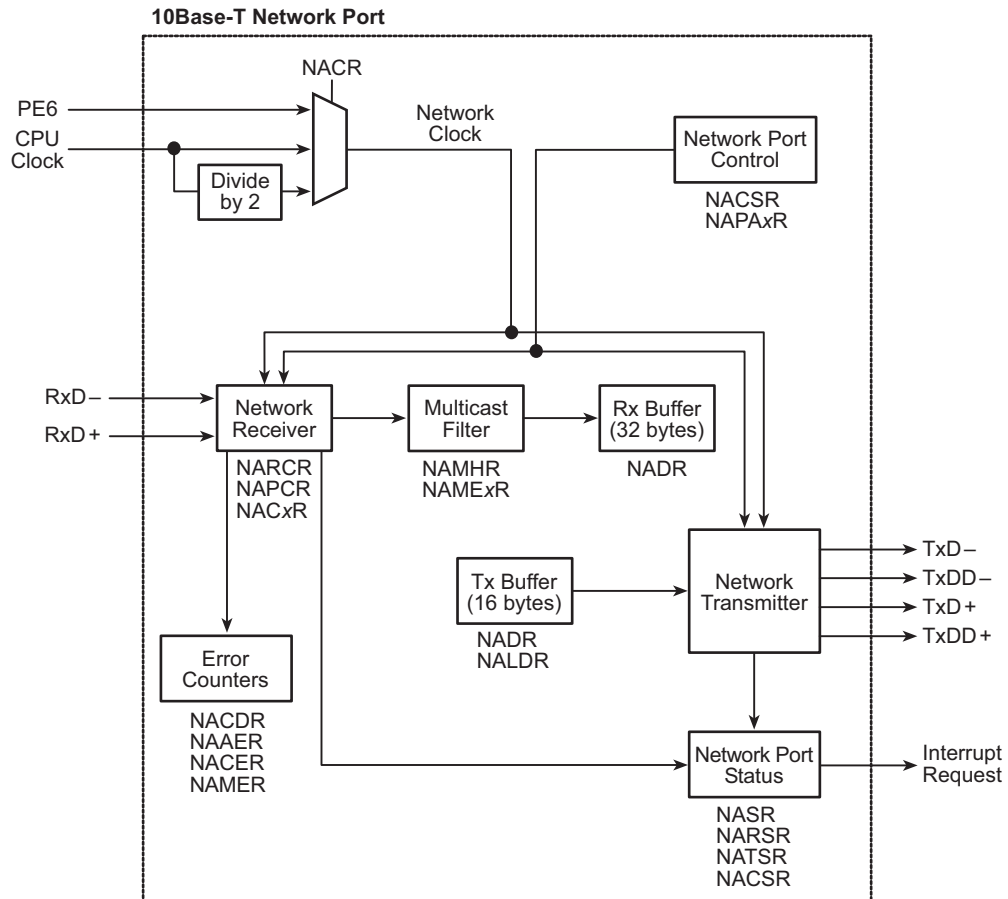 10Base-T Network Port
NACR
PE6
CPU
Clock
Divide
by 2
Network
Clock
Network Port
Control
NACSR
NAPAxR
RxD–
RxD+
Network
Receiver
NARCR
NAPCR
NACxR
Multicast
Filter
NAMHR
NAMExR
Rx Buffer
(32 bytes)
NADR
Tx Buffer
(16 bytes)
NADR
NALDR
Network
Transmitter
TxD–
TxDD–
TxD+
TxDD+
Error
Counters
NACDR
NAAER
NACER
NAMER
Network Port
Status
NASR
NARSR
NATSR
NACSR
Interrupt
Request